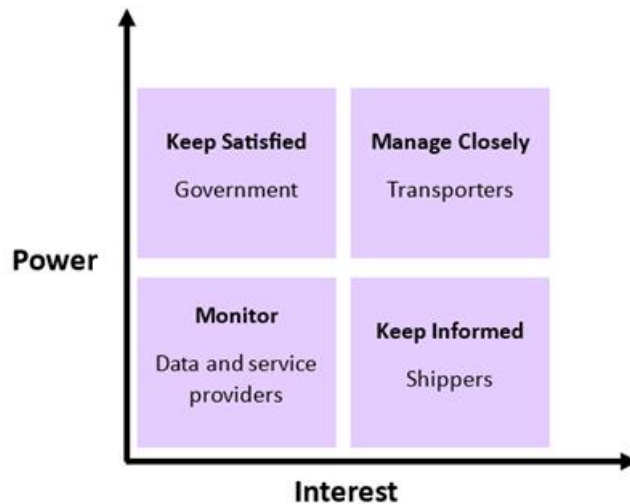 Keep Satisfied
Government
Manage Closely
Transporters
Power
Monitor
Data and service
providers
Keep Informed
Shippers
Interest